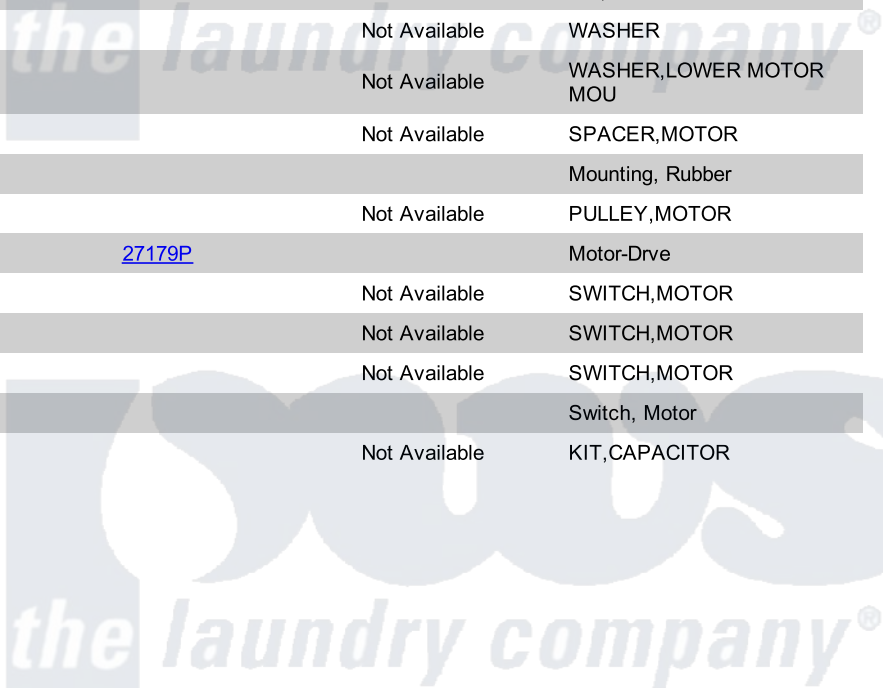 the laundry company®
Not Available WASHER
Not Available WASHER,LOWER MOTOR
MOU
Not Available SPACER,MOTOR
Mounting, Rubber
Not Available PULLEY,MOTOR
27179P Motor-Drve
Not Available SWITCH,MOTOR
Not Available SWITCH,MOTOR
Not Available SWITCH,MOTOR
Switch, Motor
Not Available KIT,CAPACITOR
the laundry company®